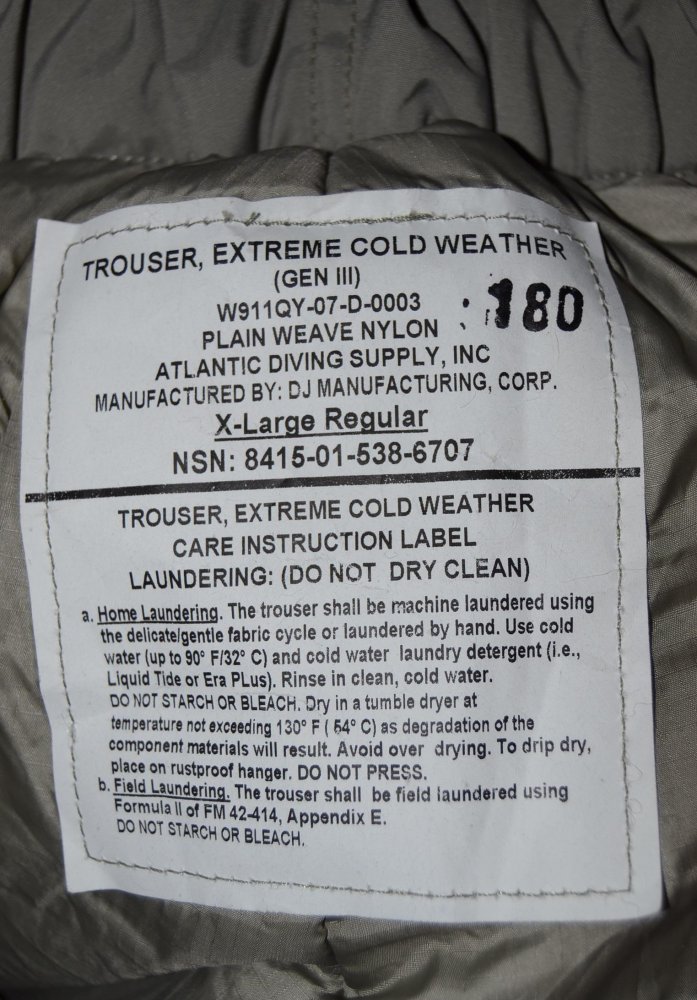 TROUSER, EXTREME COLD WEATHER
(GEN III)
W911QY-07-D-0003
180
PLAIN WEAVE NYLON
ATLANTIC DIVING SUPPLY, INC
MANUFACTURED BY: DJ MANUFACTURING, CORP.
X-Large Regular
NSN: 8415-01-538-6707
TROUSER, EXTREME COLD WEATHER
CARE INSTRUCTION LABEL
LAUNDERING: (DO NOT DRY CLEAN)
a. Home Laundering. The trouser shall be machine laundered using
the delicate/gentle fabric cycle or laundered by hand. Use cold
water (up to 90° F/32° C) and cold water laundry detergent (i.e.,
Liquid Tide or Era Plus). Rinse in clean, cold water.
DO NOT STARCH OR BLEACH. Dry in a tumble dryer at
temperature not exceeding 130° F ( 54° C) as degradation of the
component materials will result. Avoid over drying. To drip dry,
place on rustproof hanger. DO NOT PRESS.
b. Field Laundering. The trouser shall be field laundered using
Formula II of FM 42-414, Appendix E.
DO NOT STARCH OR BLEACH.